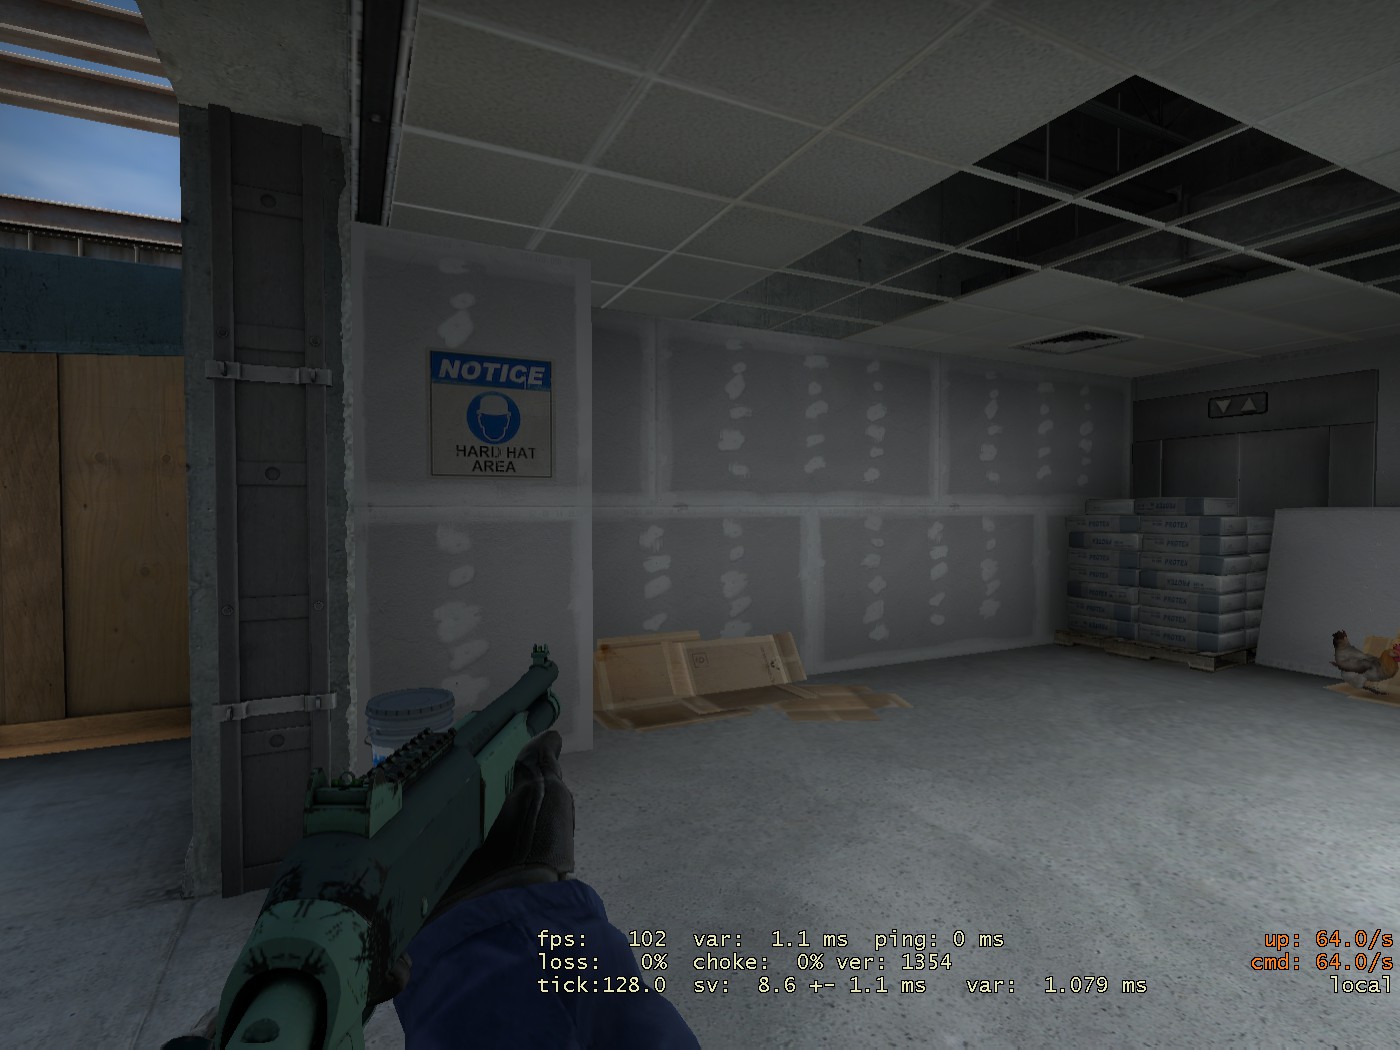 NOTICE
HARD HAT
AREA
PROTEK
fps: 102 var: 1.1 ms ping: 0 ms
loss: 0% choke: 0% ver: 1354
tick:128.0 sv: 8.6 +- 1.1 ms var: 1.079 ms
up: 64.0/s
cmd: 64.0/s
local